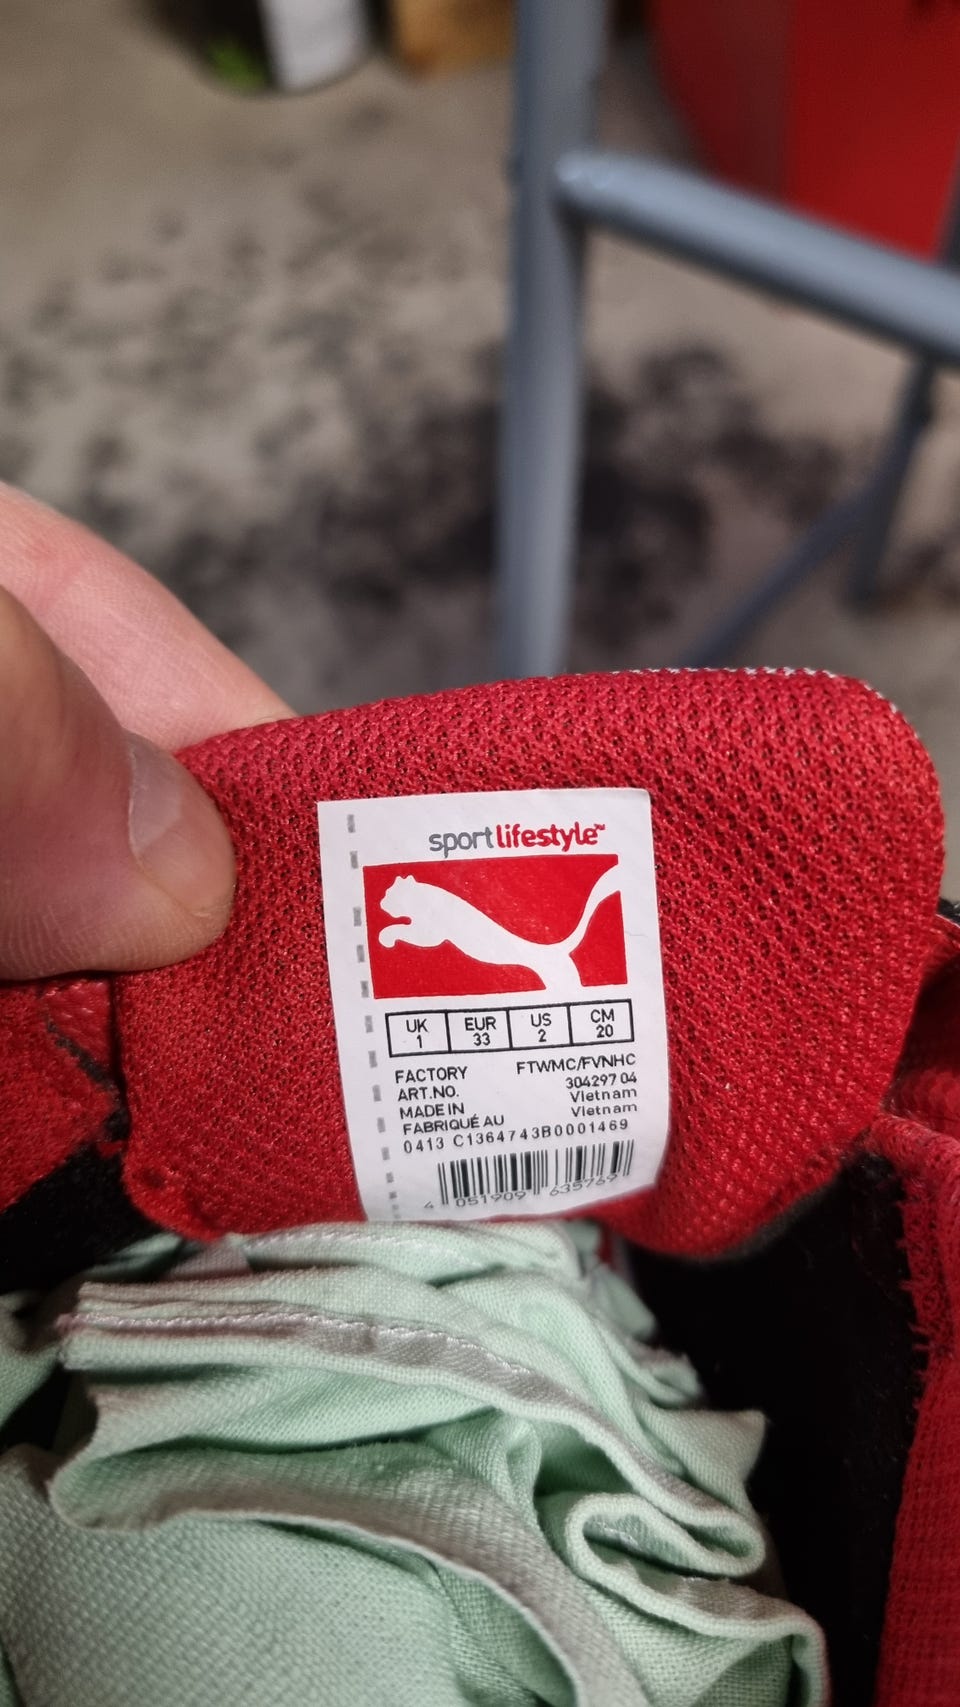 sportlifestyle™
UK EUR US CM
1 33 2 20
FACTORY FTWMC/FVNHC
ART.NO. 304297 04
MADE IN Vietnam
FABRIQUÉ AU Vietnam
0413 C1364743B0001469
4 051909 635769